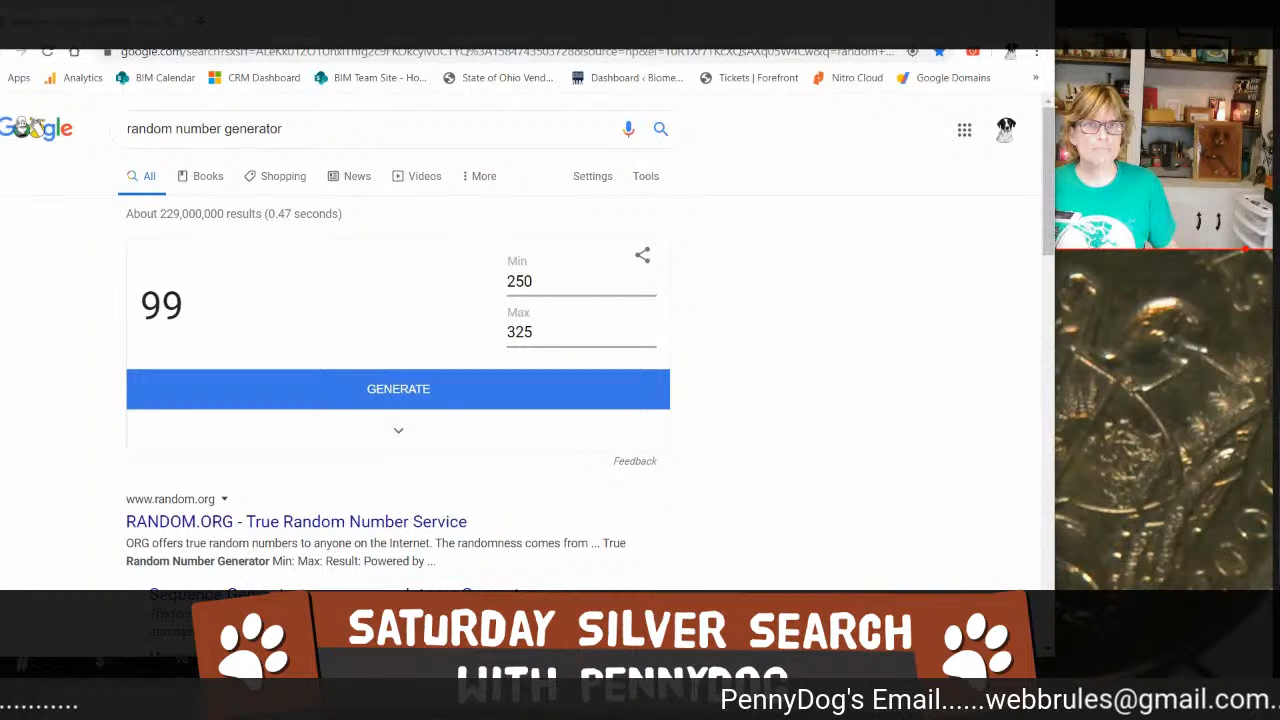 Apps Analytics BIM Calendar CRM Dashboard BIM Team Site - Ho... State of Ohio Vend... Dashboard ‹ Biome... Tickets | Forefront Nitro Cloud Google Domains »
Google
random number generator
All Books Shopping News Videos More Settings Tools
About 229,000,000 results (0.47 seconds)
99
Min
250
Max
325
GENERATE
Feedback
www.random.org
RANDOM.ORG - True Random Number Service
ORG offers true random numbers to anyone on the Internet. The randomness comes from ... True
Random Number Generator Min: Max: Result: Powered by ...
SATURDAY SILVER SEARCH
WITH PENNYDOG
...........
PennyDog's Email......webbrules@gmail.com.